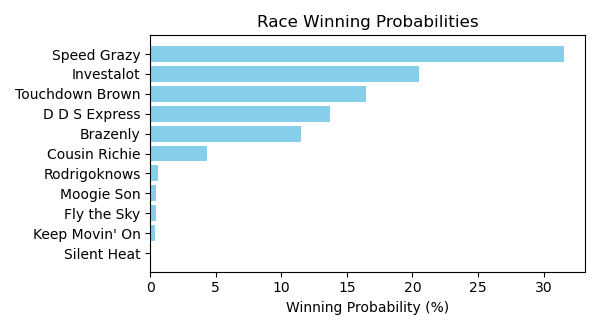 Race Winning Probabilities
Speed Grazy
Investalot
Touchdown Brown
D D S Express
Brazenly
Cousin Richie
Rodrigoknows
Moogie Son
Fly the Sky
Keep Movin' On
Silent Heat
0 5 10 15 20 25 30
Winning Probability (%)